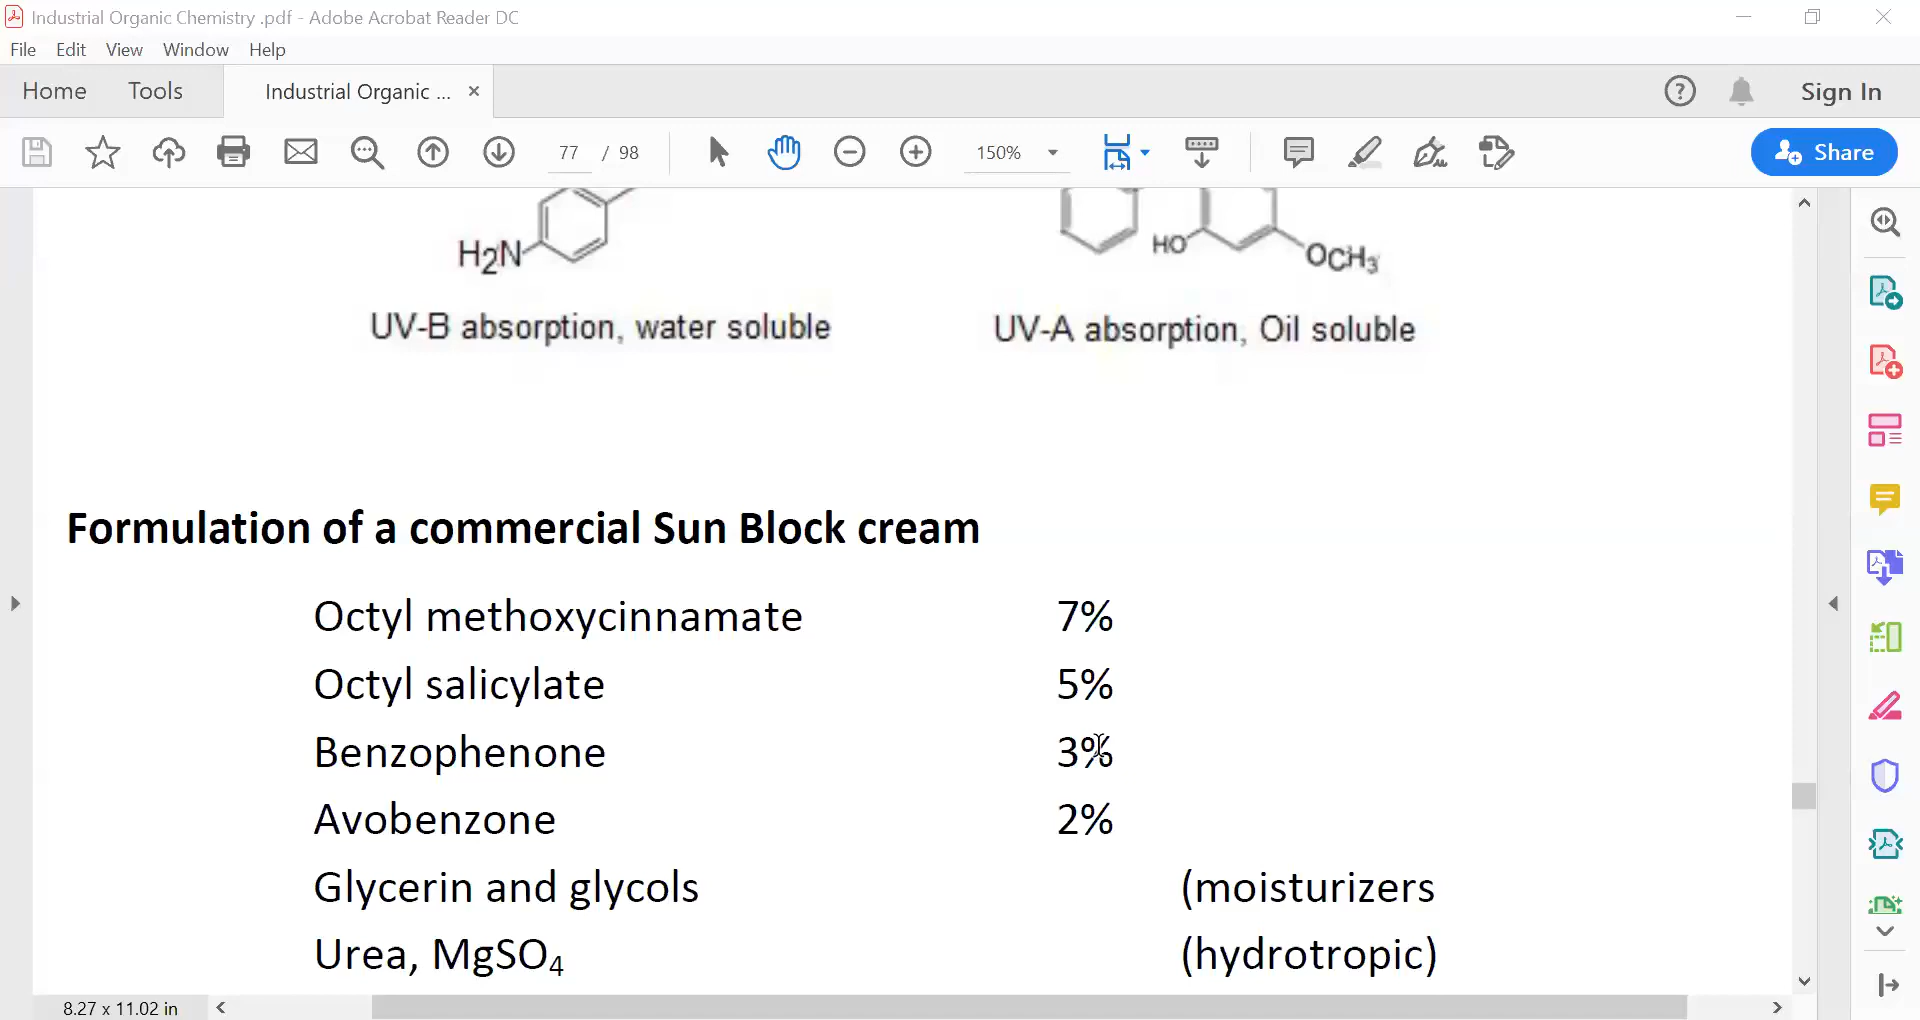 Industrial Organic Chemistry .pdf - Adobe Acrobat Reader DC
File Edit View Window Help
Home Tools Industrial Organic ... × Sign In
77 / 98 150% Share
H2N HO OCH3
UV-B absorption, water soluble UV-A absorption, Oil soluble
Formulation of a commercial Sun Block cream
Octyl methoxycinnamate 7%
Octyl salicylate 5%
Benzophenone 3%
Avobenzone 2%
Glycerin and glycols (moisturizers
Urea, MgSO4 (hydrotropic)
8.27 x 11.02 in